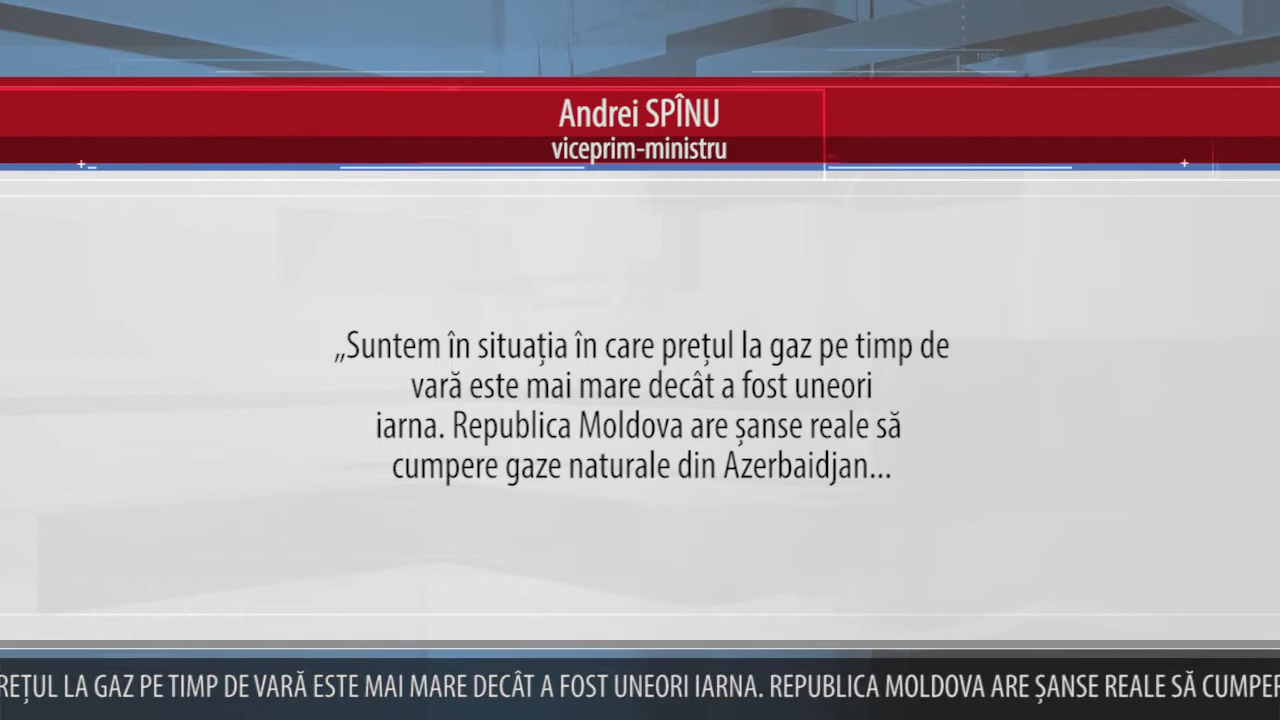 Andrei SPÎNU
viceprim-ministru
„Suntem în situația în care prețul la gaz pe timp de
vară este mai mare decât a fost uneori
iarna. Republica Moldova are șanse reale să
cumpere gaze naturale din Azerbaidjan...
REȚUL LA GAZ PE TIMP DE VARĂ ESTE MAI MARE DECÂT A FOST UNEORI IARNA. REPUBLICA MOLDOVA ARE ȘANSE REALE SĂ CUMPER